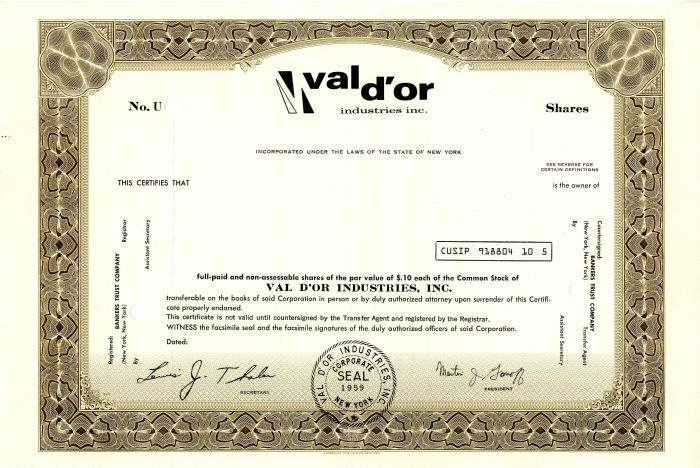 val d'or
industries inc.
No. U
Shares
INCORPORATED UNDER THE LAWS OF THE STATE OF NEW YORK
SEE REVERSE FOR
CERTAIN DEFINITIONS
THIS CERTIFIES THAT
is the owner of
CUSIP 918804 10 5
full-paid and non-assessable shares of the par value of $.10 each of the Common Stock of
VAL D'OR INDUSTRIES, INC.
transferable on the books of said Corporation in person or by duly authorized attorney upon surrender of this Certifi-
cate properly endorsed.
This certificate is not valid until countersigned by the Transfer Agent and registered by the Registrar.
WITNESS the facsimile seal and the facsimile signatures of the duly authorized officers of said Corporation.
Dated:
SECRETARY
VAL D'OR INDUSTRIES, INC.
CORPORATE
SEAL
1959
NEW YORK
PRESIDENT
Registered:
BANKERS TRUST COMPANY
(New York, New York) Registrar
By
Assistant Secretary
Countersigned:
BANKERS TRUST COMPANY
(New York, New York) Transfer Agent
By
Assistant Secretary